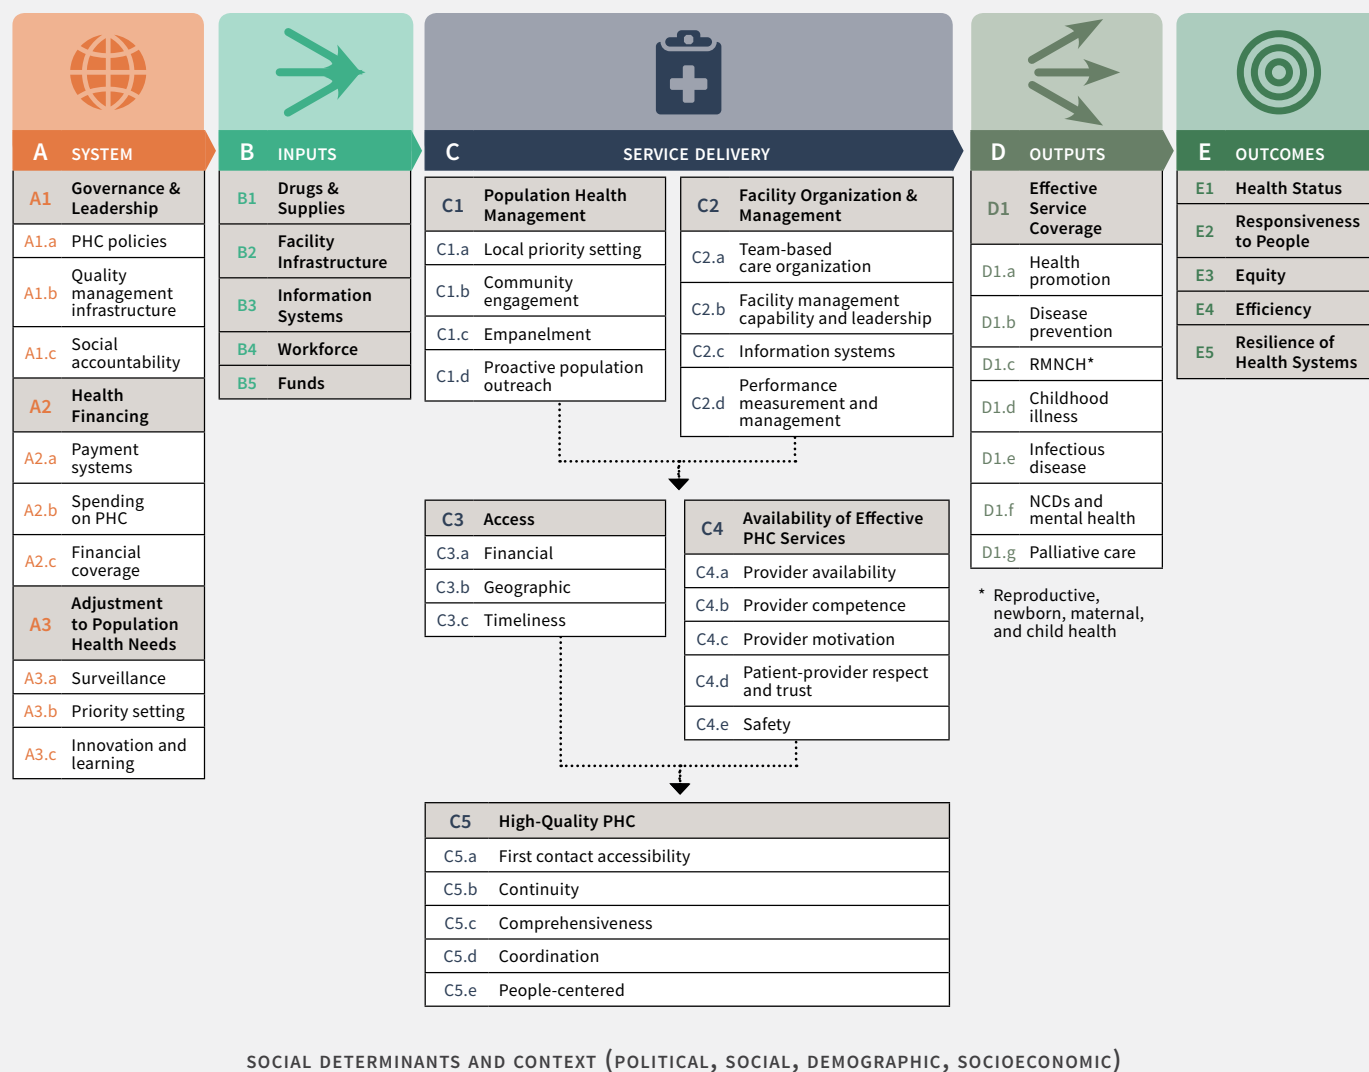 A SYSTEM
A1 Governance &
Leadership
A1.a PHC policies
A1.b Quality
management
infrastructure
A1.c Social
accountability
A2 Health
Financing
A2.a Payment
systems
A2.b Spending
on PHC
A2.c Financial
coverage
A3 Adjustment
to Population
Health Needs
A3.a Surveillance
A3.b Priority setting
A3.c Innovation and
learning
B INPUTS
B1 Drugs &
Supplies
B2 Facility
Infrastructure
B3 Information
Systems
B4 Workforce
B5 Funds
C SERVICE DELIVERY
C1 Population Health
Management
C1.a Local priority setting
C1.b Community
engagement
C1.c Empanelment
C1.d Proactive population
outreach
C2 Facility Organization &
Management
C2.a Team-based
care organization
C2.b Facility management
capability and leadership
C2.c Information systems
C2.d Performance
measurement and
management
C3 Access
C3.a Financial
C3.b Geographic
C3.c Timeliness
C4 Availability of Effective
PHC Services
C4.a Provider availability
C4.b Provider competence
C4.c Provider motivation
C4.d Patient-provider respect
and trust
C4.e Safety
C5 High-Quality PHC
C5.a First contact accessibility
C5.b Continuity
C5.c Comprehensiveness
C5.d Coordination
C5.e People-centered
D OUTPUTS
D1 Effective
Service
Coverage
D1.a Health
promotion
D1.b Disease
prevention
D1.c RMNCH*
D1.d Childhood
illness
D1.e Infectious
disease
D1.f NCDs and
mental health
D1.g Palliative care
* Reproductive,
newborn, maternal,
and child health
E OUTCOMES
E1 Health Status
E2 Responsiveness
to People
E3 Equity
E4 Efficiency
E5 Resilience of
Health Systems
SOCIAL DETERMINANTS AND CONTEXT (POLITICAL, SOCIAL, DEMOGRAPHIC, SOCIOECONOMIC)